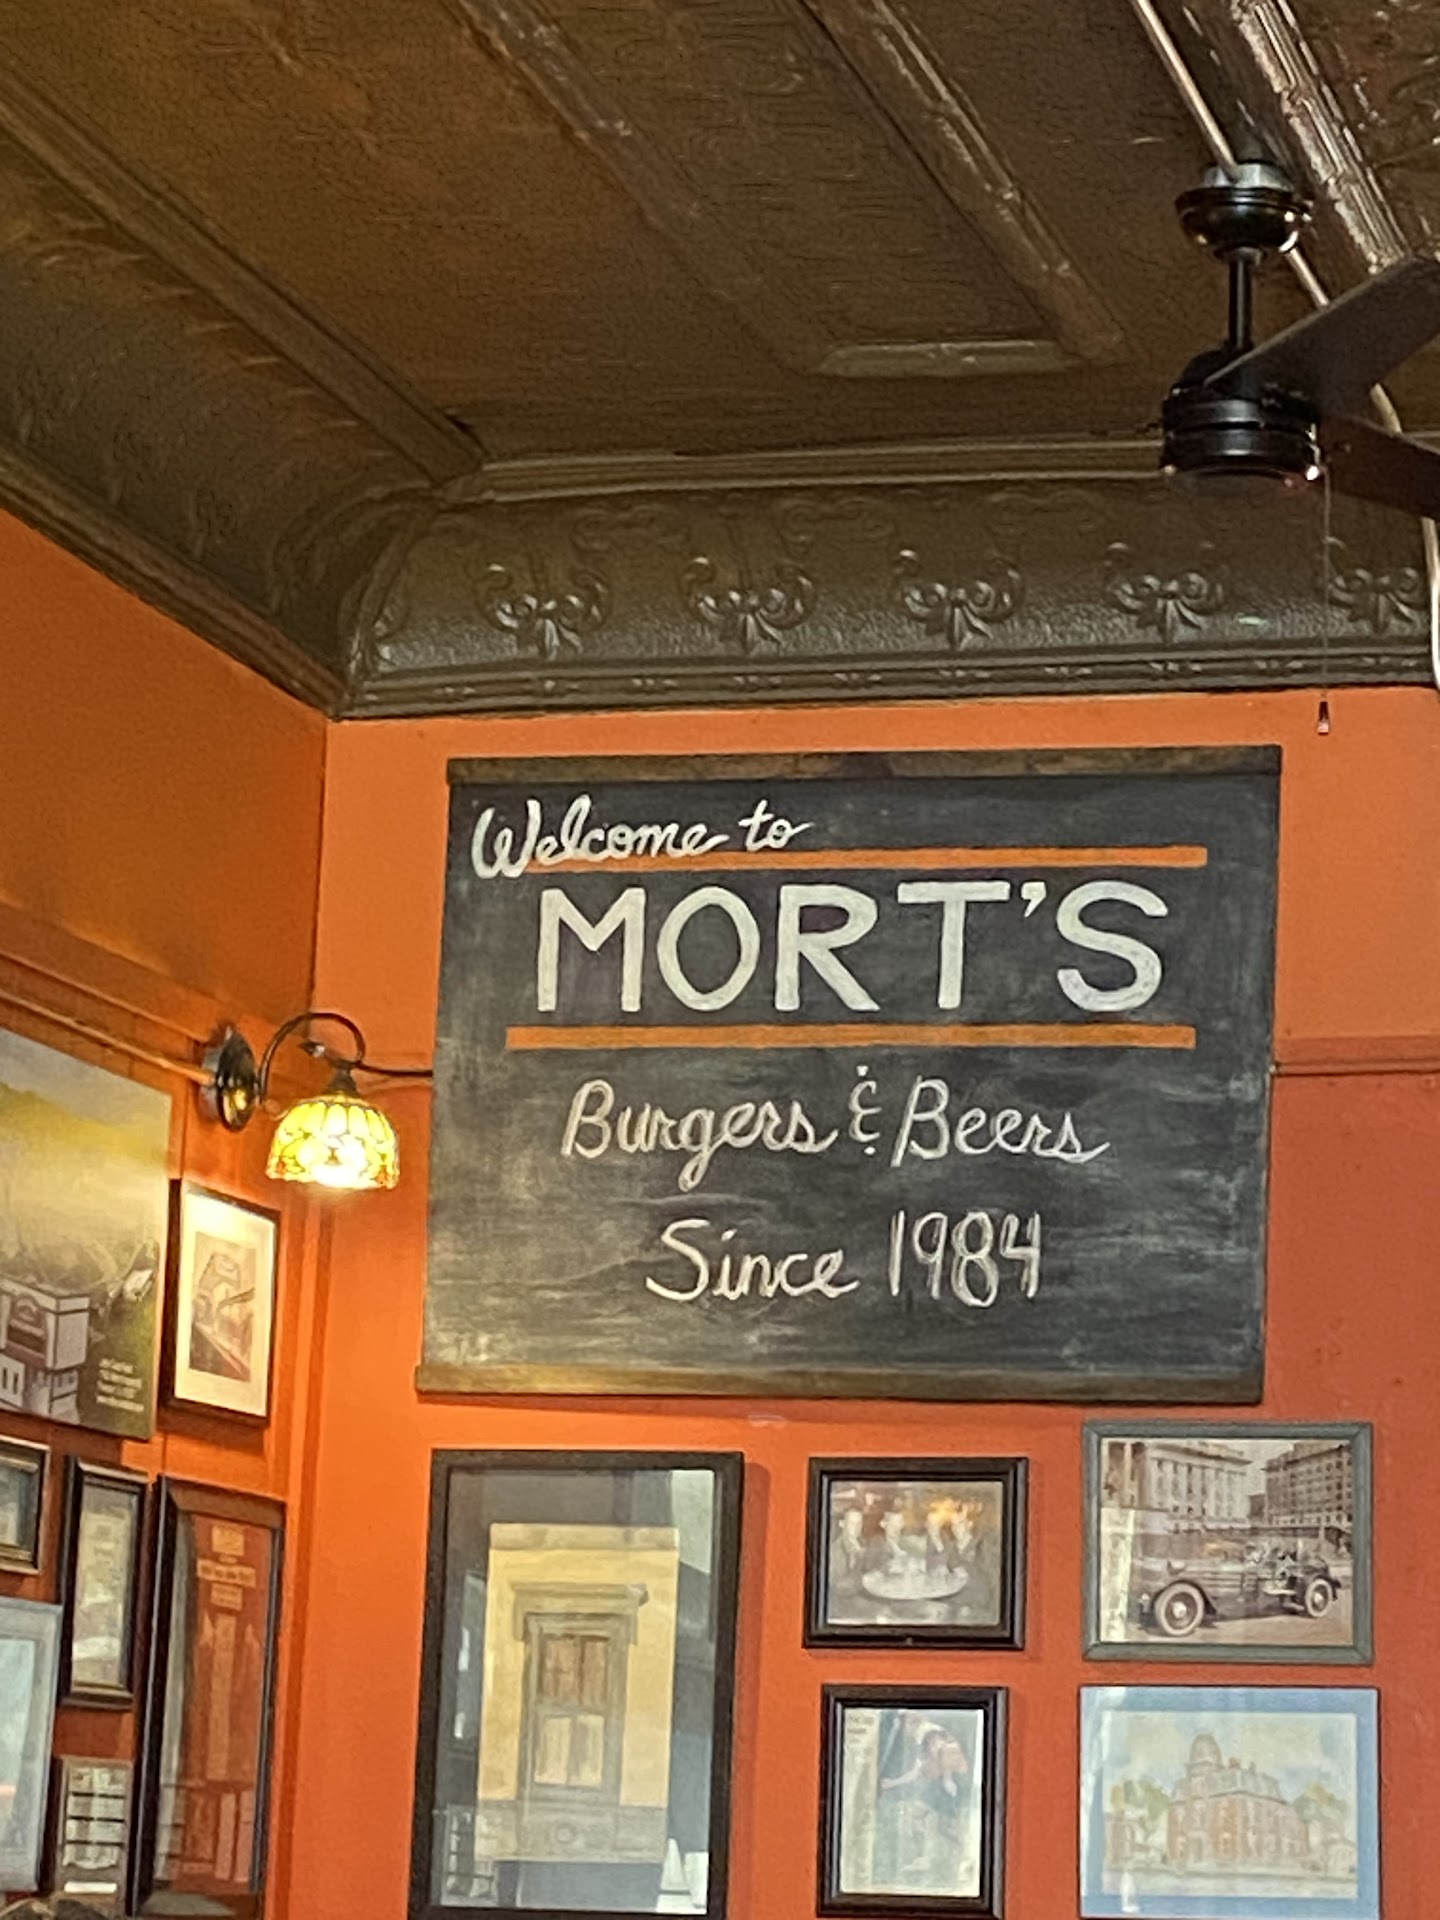 Welcome to
MORT'S
Burgers & Beers
Since 1984